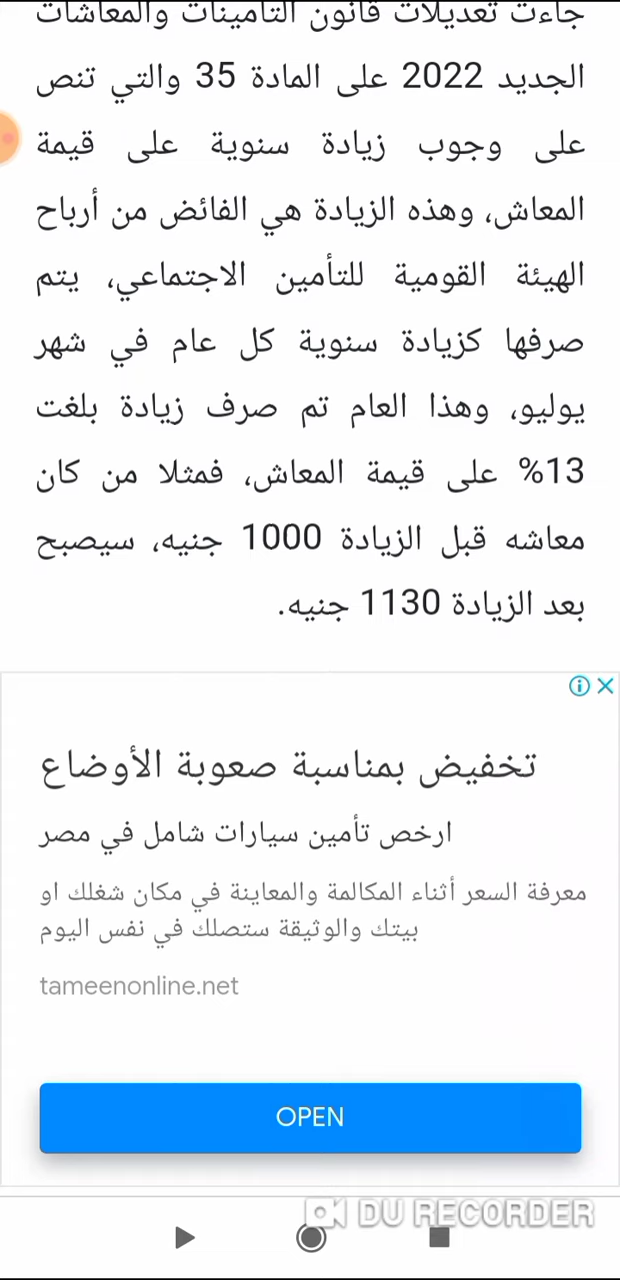 جاءت تعديلات قانون التأمينات والمعاشات
الجديد 2022 على المادة 35 والتي تنص
على وجوب زيادة سنوية على قيمة
المعاش، وهذه الزيادة هي الفائض من أرباح
الهيئة القومية للتأمين الاجتماعي، يتم
صرفها كزيادة سنوية كل عام في شهر
يوليو، وهذا العام تم صرف زيادة بلغت
13% على قيمة المعاش، فمثلا من كان
معاشه قبل الزيادة 1000 جنيه، سيصبح
بعد الزيادة 1130 جنيه.
تخفيض بمناسبة صعوبة الأوضاع
ارخص تأمين سيارات شامل في مصر
معرفة السعر أثناء المكالمة والمعاينة في مكان شغلك او
بيتك والوثيقة ستصلك في نفس اليوم
tameenonline.net
OPEN
DU RECORDER